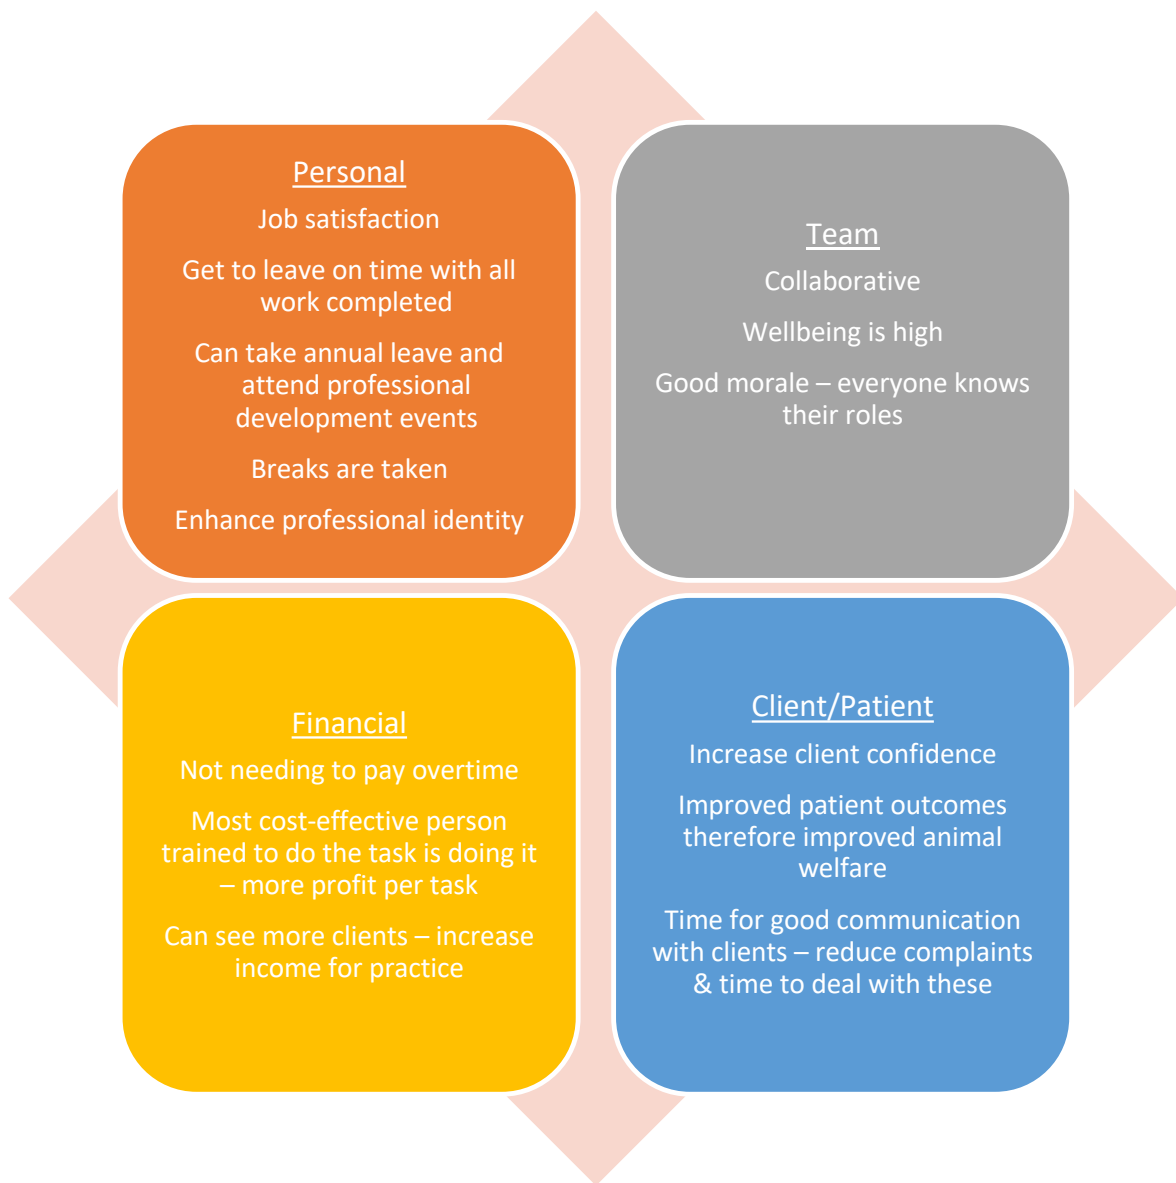 Personal
Job satisfaction
Get to leave on time with all
work completed
Can take annual leave and
attend professional
development events
Breaks are taken
Enhance professional identity
Team
Collaborative
Wellbeing is high
Good morale – everyone knows
their roles
Financial
Not needing to pay overtime
Most cost-effective person
trained to do the task is doing it
– more profit per task
Can see more clients – increase
income for practice
Client/Patient
Increase client confidence
Improved patient outcomes
therefore improved animal
welfare
Time for good communication
with clients – reduce complaints
& time to deal with these